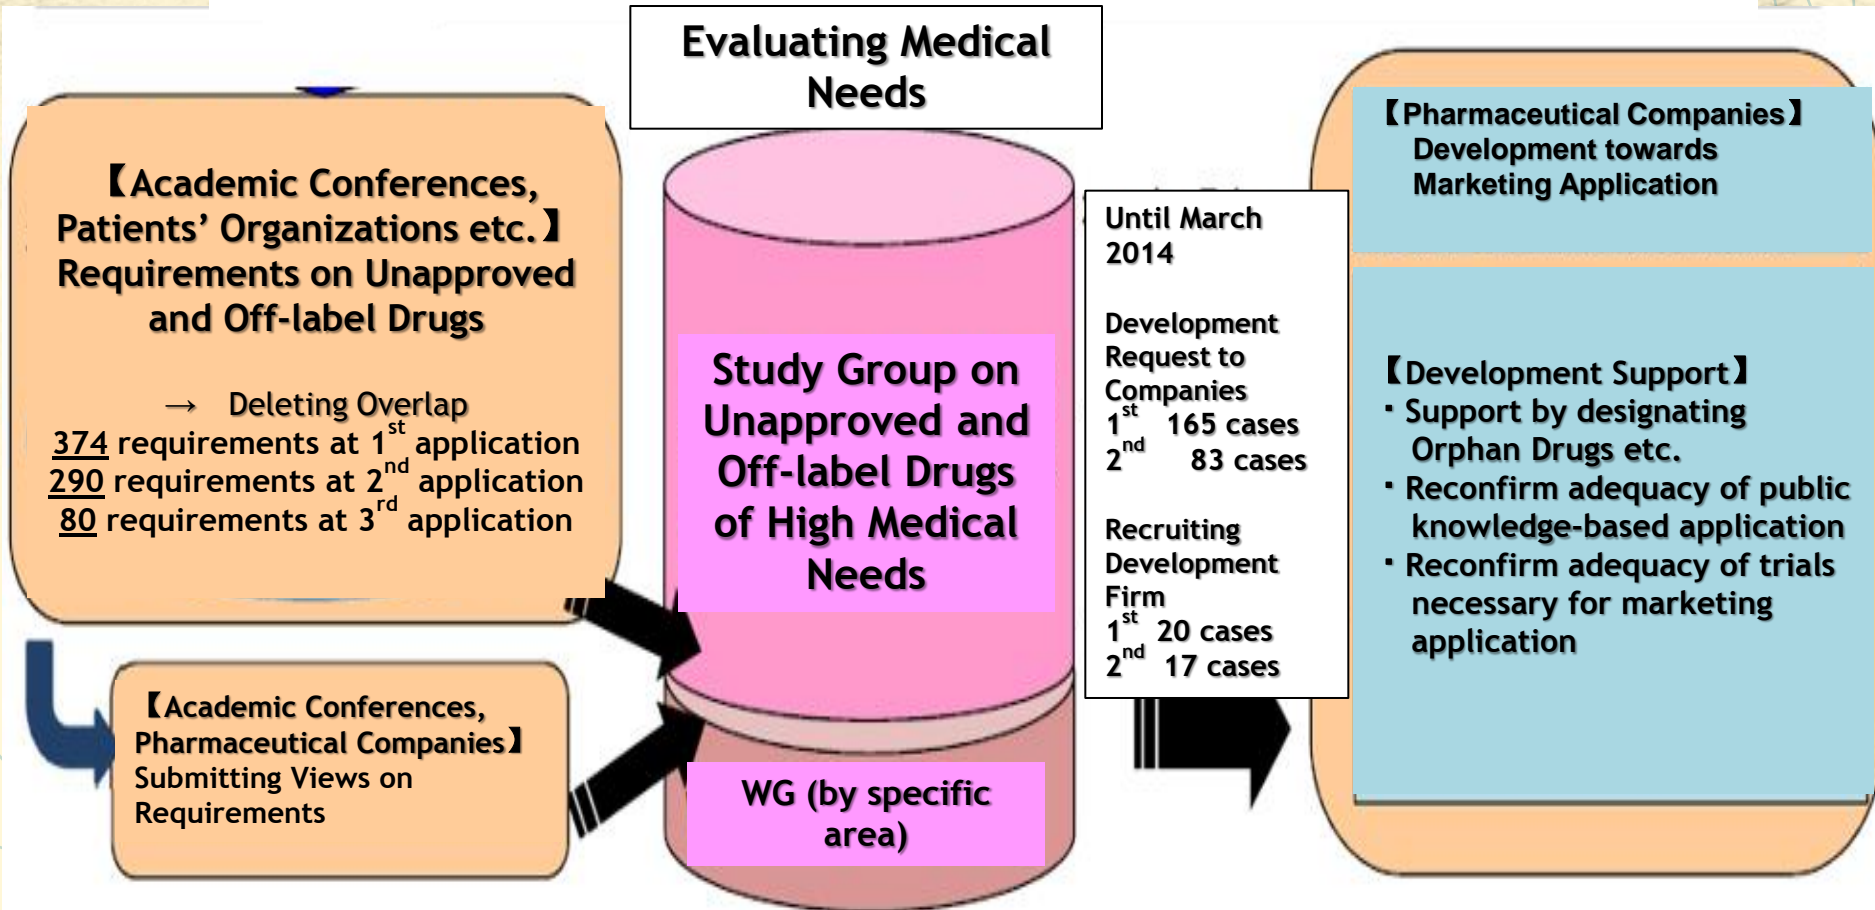 Evaluating Medical
Needs
【Academic Conferences,
Patients’ Organizations etc.】
Requirements on Unapproved
and Off-label Drugs
→ Deleting Overlap
374 requirements at 1st application
290 requirements at 2nd application
80 requirements at 3rd application
【Academic Conferences,
Pharmaceutical Companies】
Submitting Views on
Requirements
Study Group on
Unapproved and
Off-label Drugs
of High Medical
Needs
WG (by specific
area)
Until March
2014
Development
Request to
Companies
1st 165 cases
2nd 83 cases
Recruiting
Development
Firm
1st 20 cases
2nd 17 cases
【Pharmaceutical Companies】
Development towards
Marketing Application
【Development Support】
・Support by designating
Orphan Drugs etc.
・Reconfirm adequacy of public
knowledge-based application
・Reconfirm adequacy of trials
necessary for marketing
application